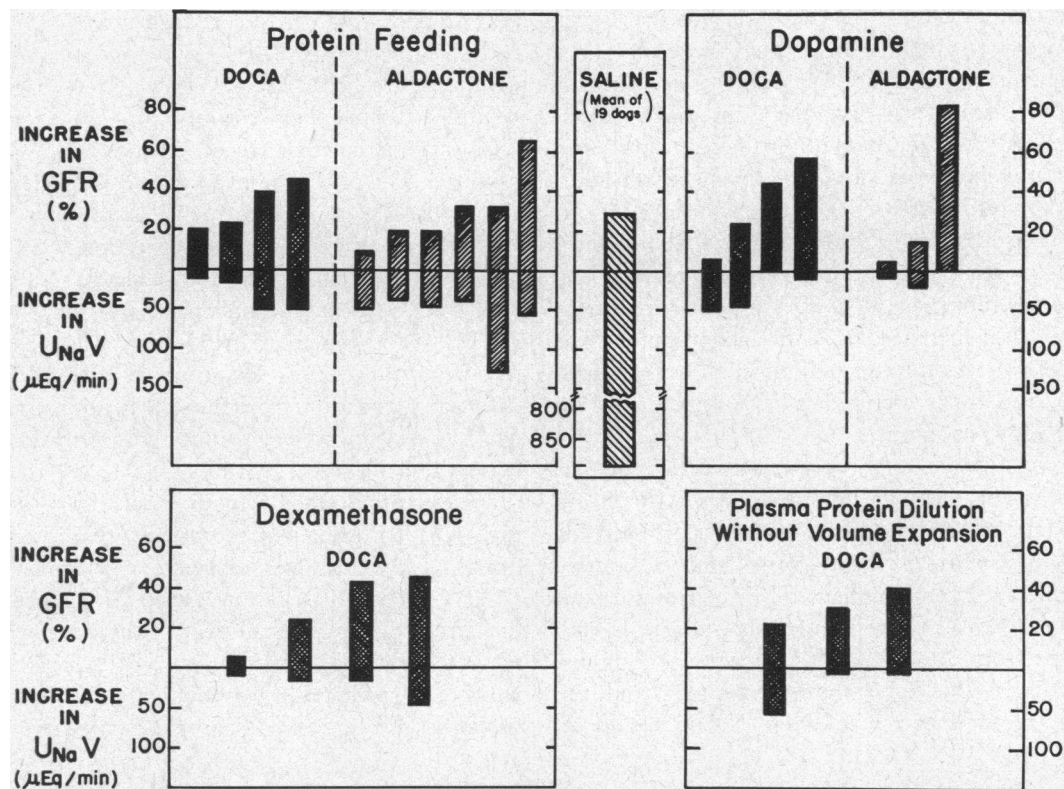 Protein Feeding
DOCA
ALDACTONE
SALINE
(Mean of
19 dogs)
Dopamine
DOCA
ALDACTONE
INCREASE
IN
GFR
(%)
80
60
40
20
INCREASE
IN
UNaV
(μEq/min)
50
100
150
800
850
80
60
40
20
50
100
150
Dexamethasone
DOCA
INCREASE
IN
GFR
(%)
60
40
20
INCREASE
IN
UNaV
(μEq/min)
50
100
Plasma Protein Dilution
Without Volume Expansion
DOCA
60
40
20
50
100